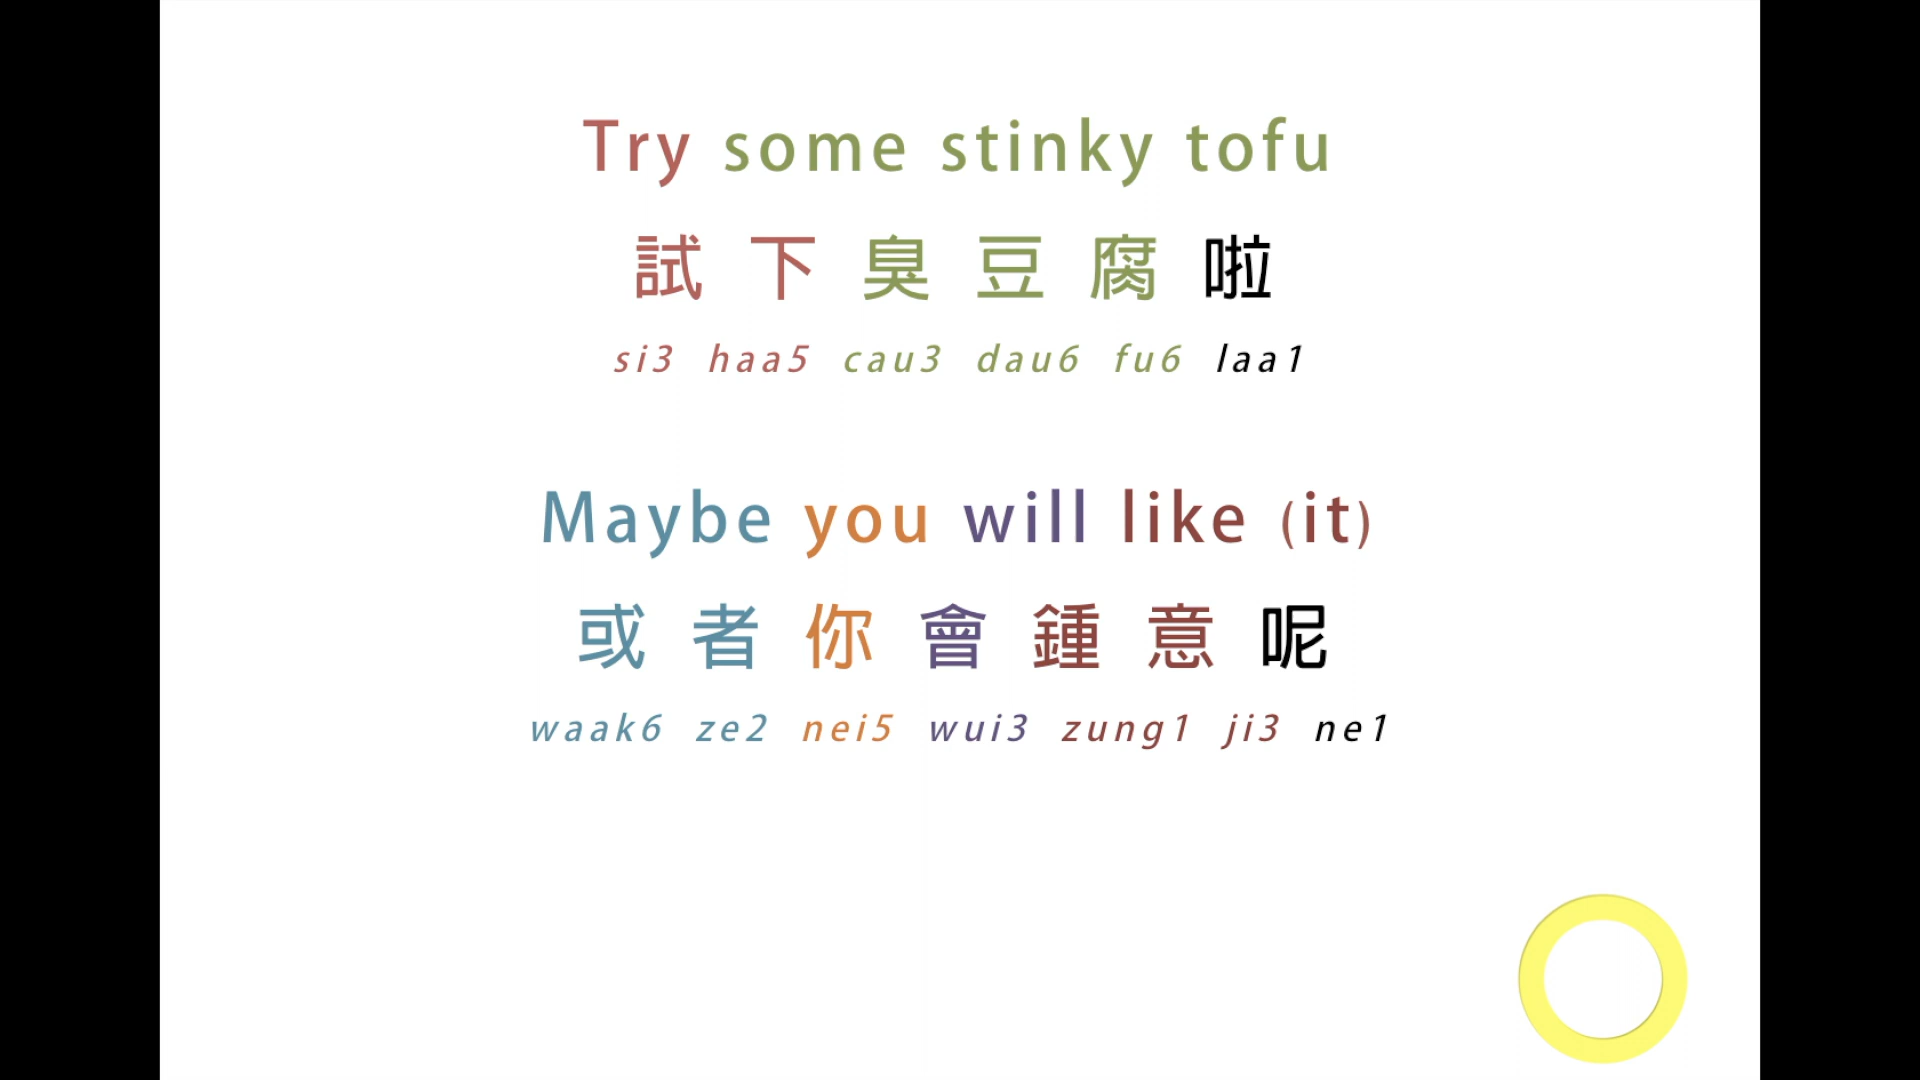 Try some stinky tofu
試下臭豆腐啦
si3 haa5 cau3 dau6 fu6 laa1
Maybe you will like (it)
或者你會鍾意呢
waak6 ze2 nei5 wui3 zung1 ji3 ne1